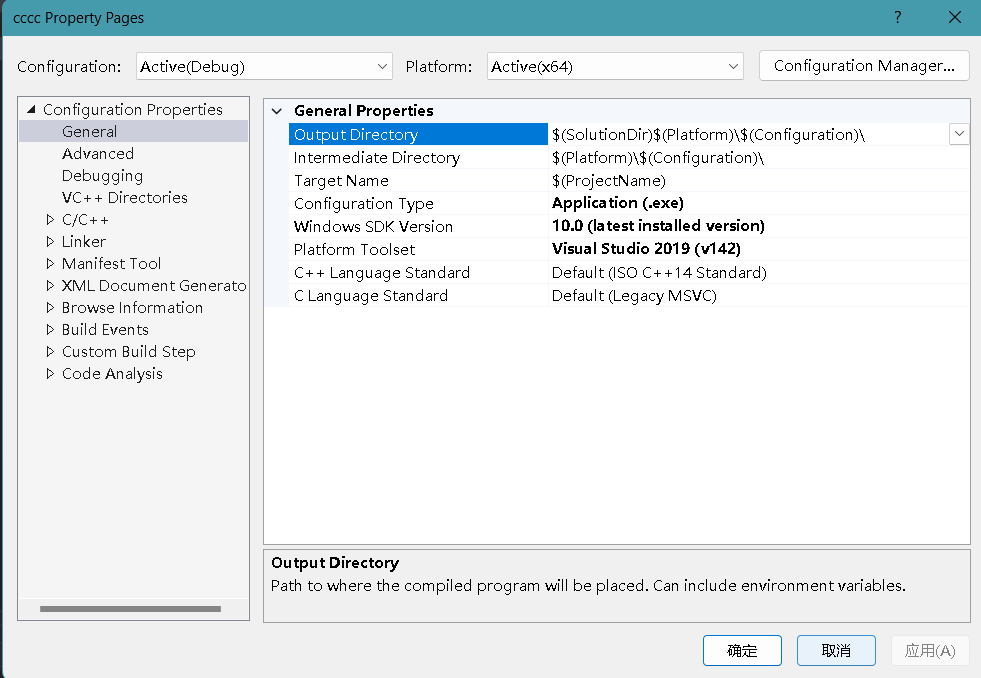 cccc Property Pages
?
Configuration: Active(Debug) Platform: Active(x64) Configuration Manager...
Configuration Properties
General
Advanced
Debugging
VC++ Directories
C/C++
Linker
Manifest Tool
XML Document Generato
Browse Information
Build Events
Custom Build Step
Code Analysis
General Properties
Output Directory $(SolutionDir)$(Platform)\$(Configuration)\
Intermediate Directory $(Platform)\$(Configuration)\
Target Name $(ProjectName)
Configuration Type Application (.exe)
Windows SDK Version 10.0 (latest installed version)
Platform Toolset Visual Studio 2019 (v142)
C++ Language Standard Default (ISO C++14 Standard)
C Language Standard Default (Legacy MSVC)
Output Directory
Path to where the compiled program will be placed. Can include environment variables.
确定 取消 应用(A)